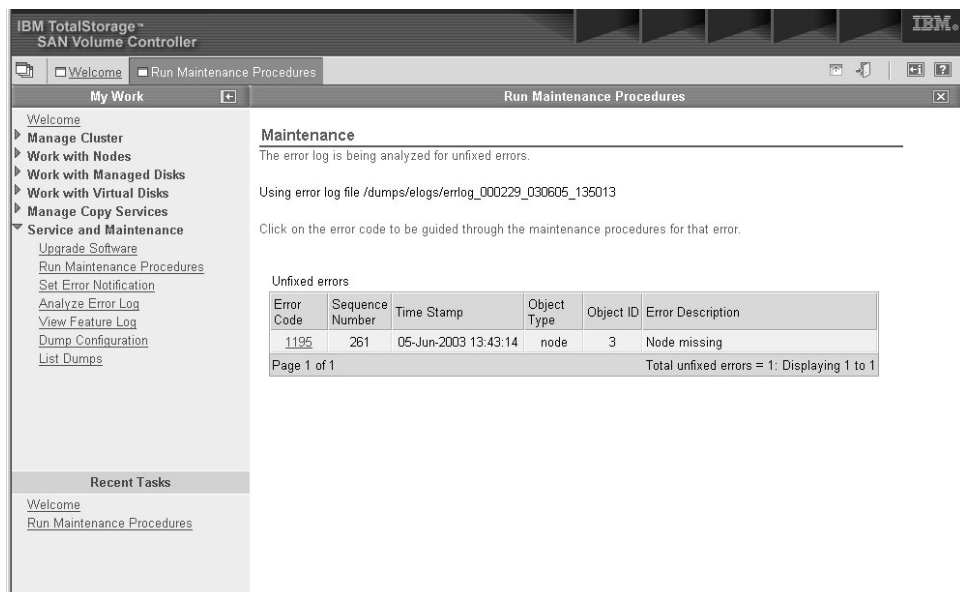 IBM TotalStorage™
SAN Volume Controller
IBM®
Welcome
Run Maintenance Procedures
My Work
Run Maintenance Procedures
Welcome
Manage Cluster
Work with Nodes
Work with Managed Disks
Work with Virtual Disks
Manage Copy Services
Service and Maintenance
Upgrade Software
Run Maintenance Procedures
Set Error Notification
Analyze Error Log
View Feature Log
Dump Configuration
List Dumps
Recent Tasks
Welcome
Run Maintenance Procedures
Maintenance
The error log is being analyzed for unfixed errors.
Using error log file /dumps/elogs/errlog_000229_030605_135013
Click on the error code to be guided through the maintenance procedures for that error.
Unfixed errors
Error Code Sequence Number Time Stamp Object Type Object ID Error Description
1195 261 05-Jun-2003 13:43:14 node 3 Node missing
Page 1 of 1 Total unfixed errors = 1: Displaying 1 to 1